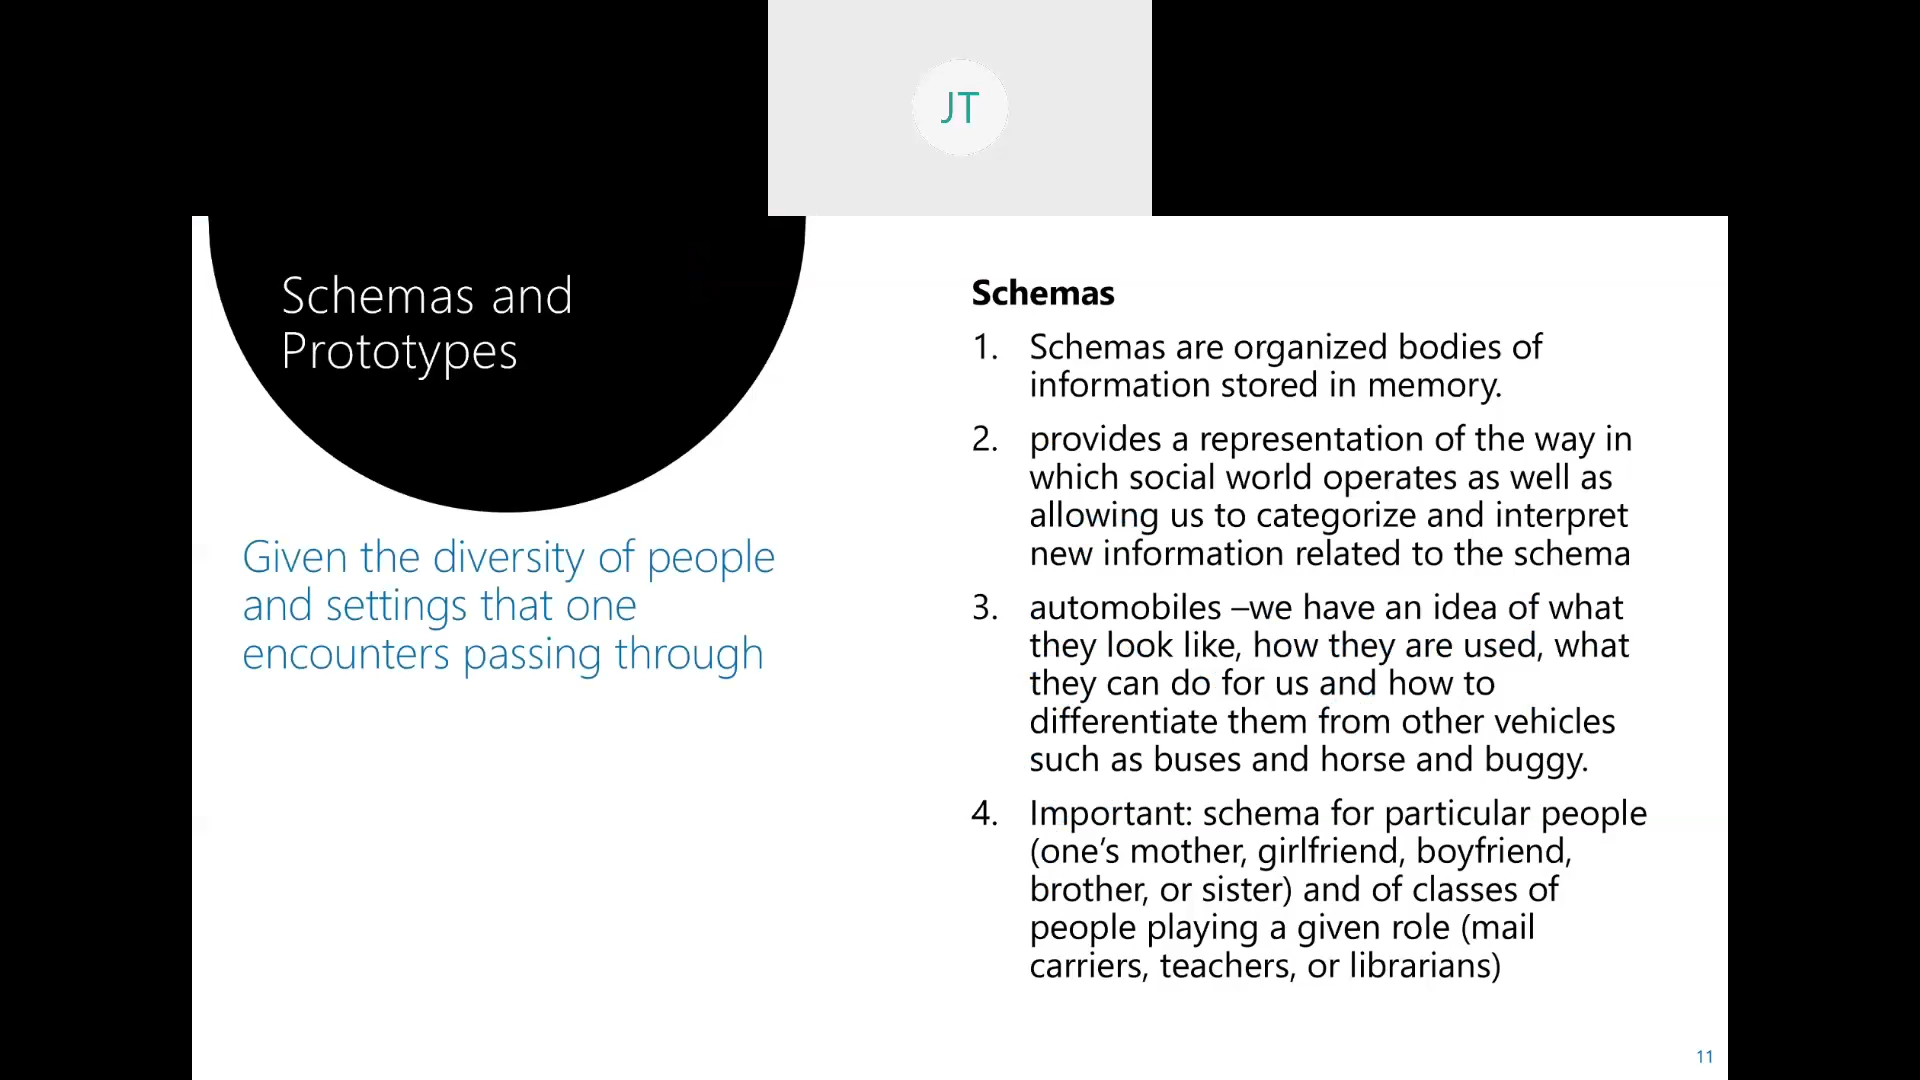 JT
Schemas and
Prototypes
Given the diversity of people
and settings that one
encounters passing through
Schemas
1. Schemas are organized bodies of
information stored in memory.
2. provides a representation of the way in
which social world operates as well as
allowing us to categorize and interpret
new information related to the schema
3. automobiles –we have an idea of what
they look like, how they are used, what
they can do for us and how to
differentiate them from other vehicles
such as buses and horse and buggy.
4. Important: schema for particular people
(one’s mother, girlfriend, boyfriend,
brother, or sister) and of classes of
people playing a given role (mail
carriers, teachers, or librarians)
11